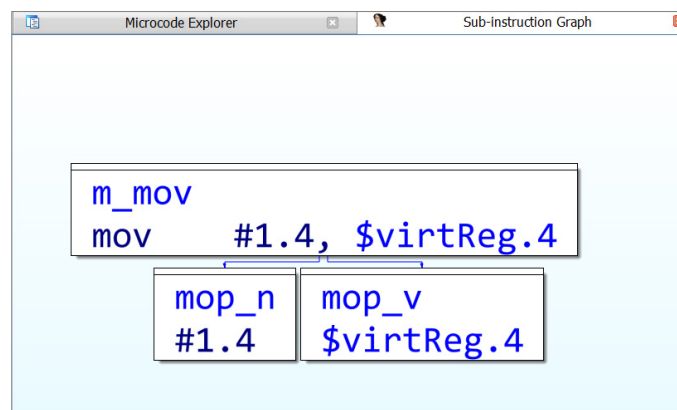 Microcode Explorer
Sub-instruction Graph
m_mov
mov #1.4, $virtReg.4
mop_n
#1.4
mop_v
$virtReg.4